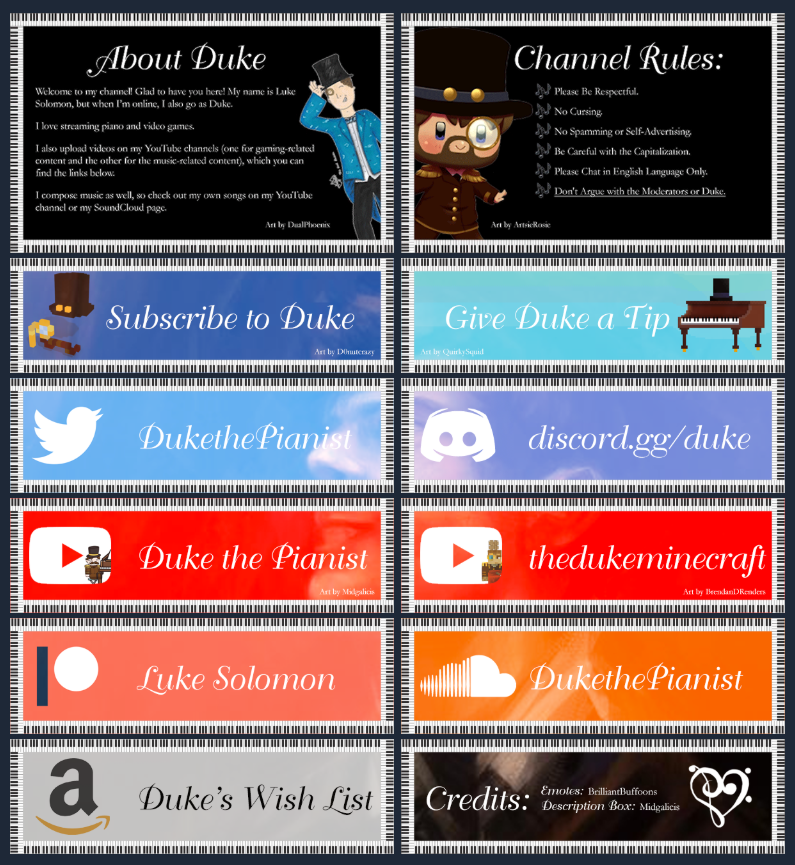 About Duke
Welcome to my channel! Glad to have you here! My name is Luke
Solomon, but when I'm online, I also go as Duke.
I love streaming piano and video games.
I also upload videos on my YouTube channels (one for gaming-related
content and the other for the music-related content), which you can
find the links below.
I compose music as well, so check out my own songs on my YouTube
channel or my SoundCloud page.
Art by DualPhoenix
Channel Rules:
Please Be Respectful.
No Cursing.
No Spamming or Self-Advertising.
Be Careful with the Capitalization.
Please Chat in English Language Only.
Don't Argue with the Moderators or Duke.
Art by ArtsieRosie
Subscribe to Duke
Art by D0nutcrazy
Give Duke a Tip
Art by QuirkySquid
DukethePianist
discord.gg/duke
Duke the Pianist
Art by Midgalicis
thedukeminecraft
Art by BrendanDRenders
Luke Solomon
DukethePianist
a
Duke's Wish List
Credits:
Emotes: BrilliantBuffoons
Description Box: Midgalicis